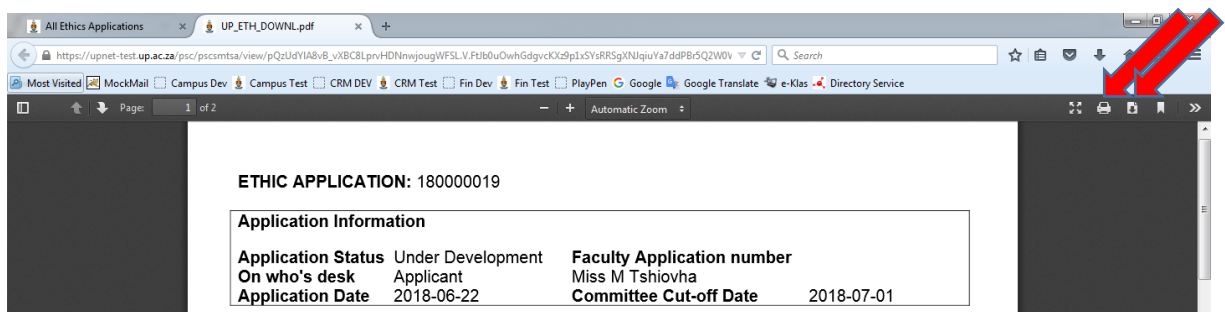 All Ethics Applications × UP_ETH_DOWNL.pdf × +
https://upnet-test.up.ac.za/psc/pscsmtsa/view/ Search
Most Visited MockMail Campus Dev Campus Test CRM DEV CRM Test Fin Dev Fin Test PlayPen Google Google Translate e-Klas Directory Service
Page: 1 of 2 − + Automatic Zoom
ETHIC APPLICATION: 180000019
Application Information
Application Status Under Development Faculty Application number
On who's desk Applicant Miss M Tshiovha
Application Date 2018-06-22 Committee Cut-off Date 2018-07-01